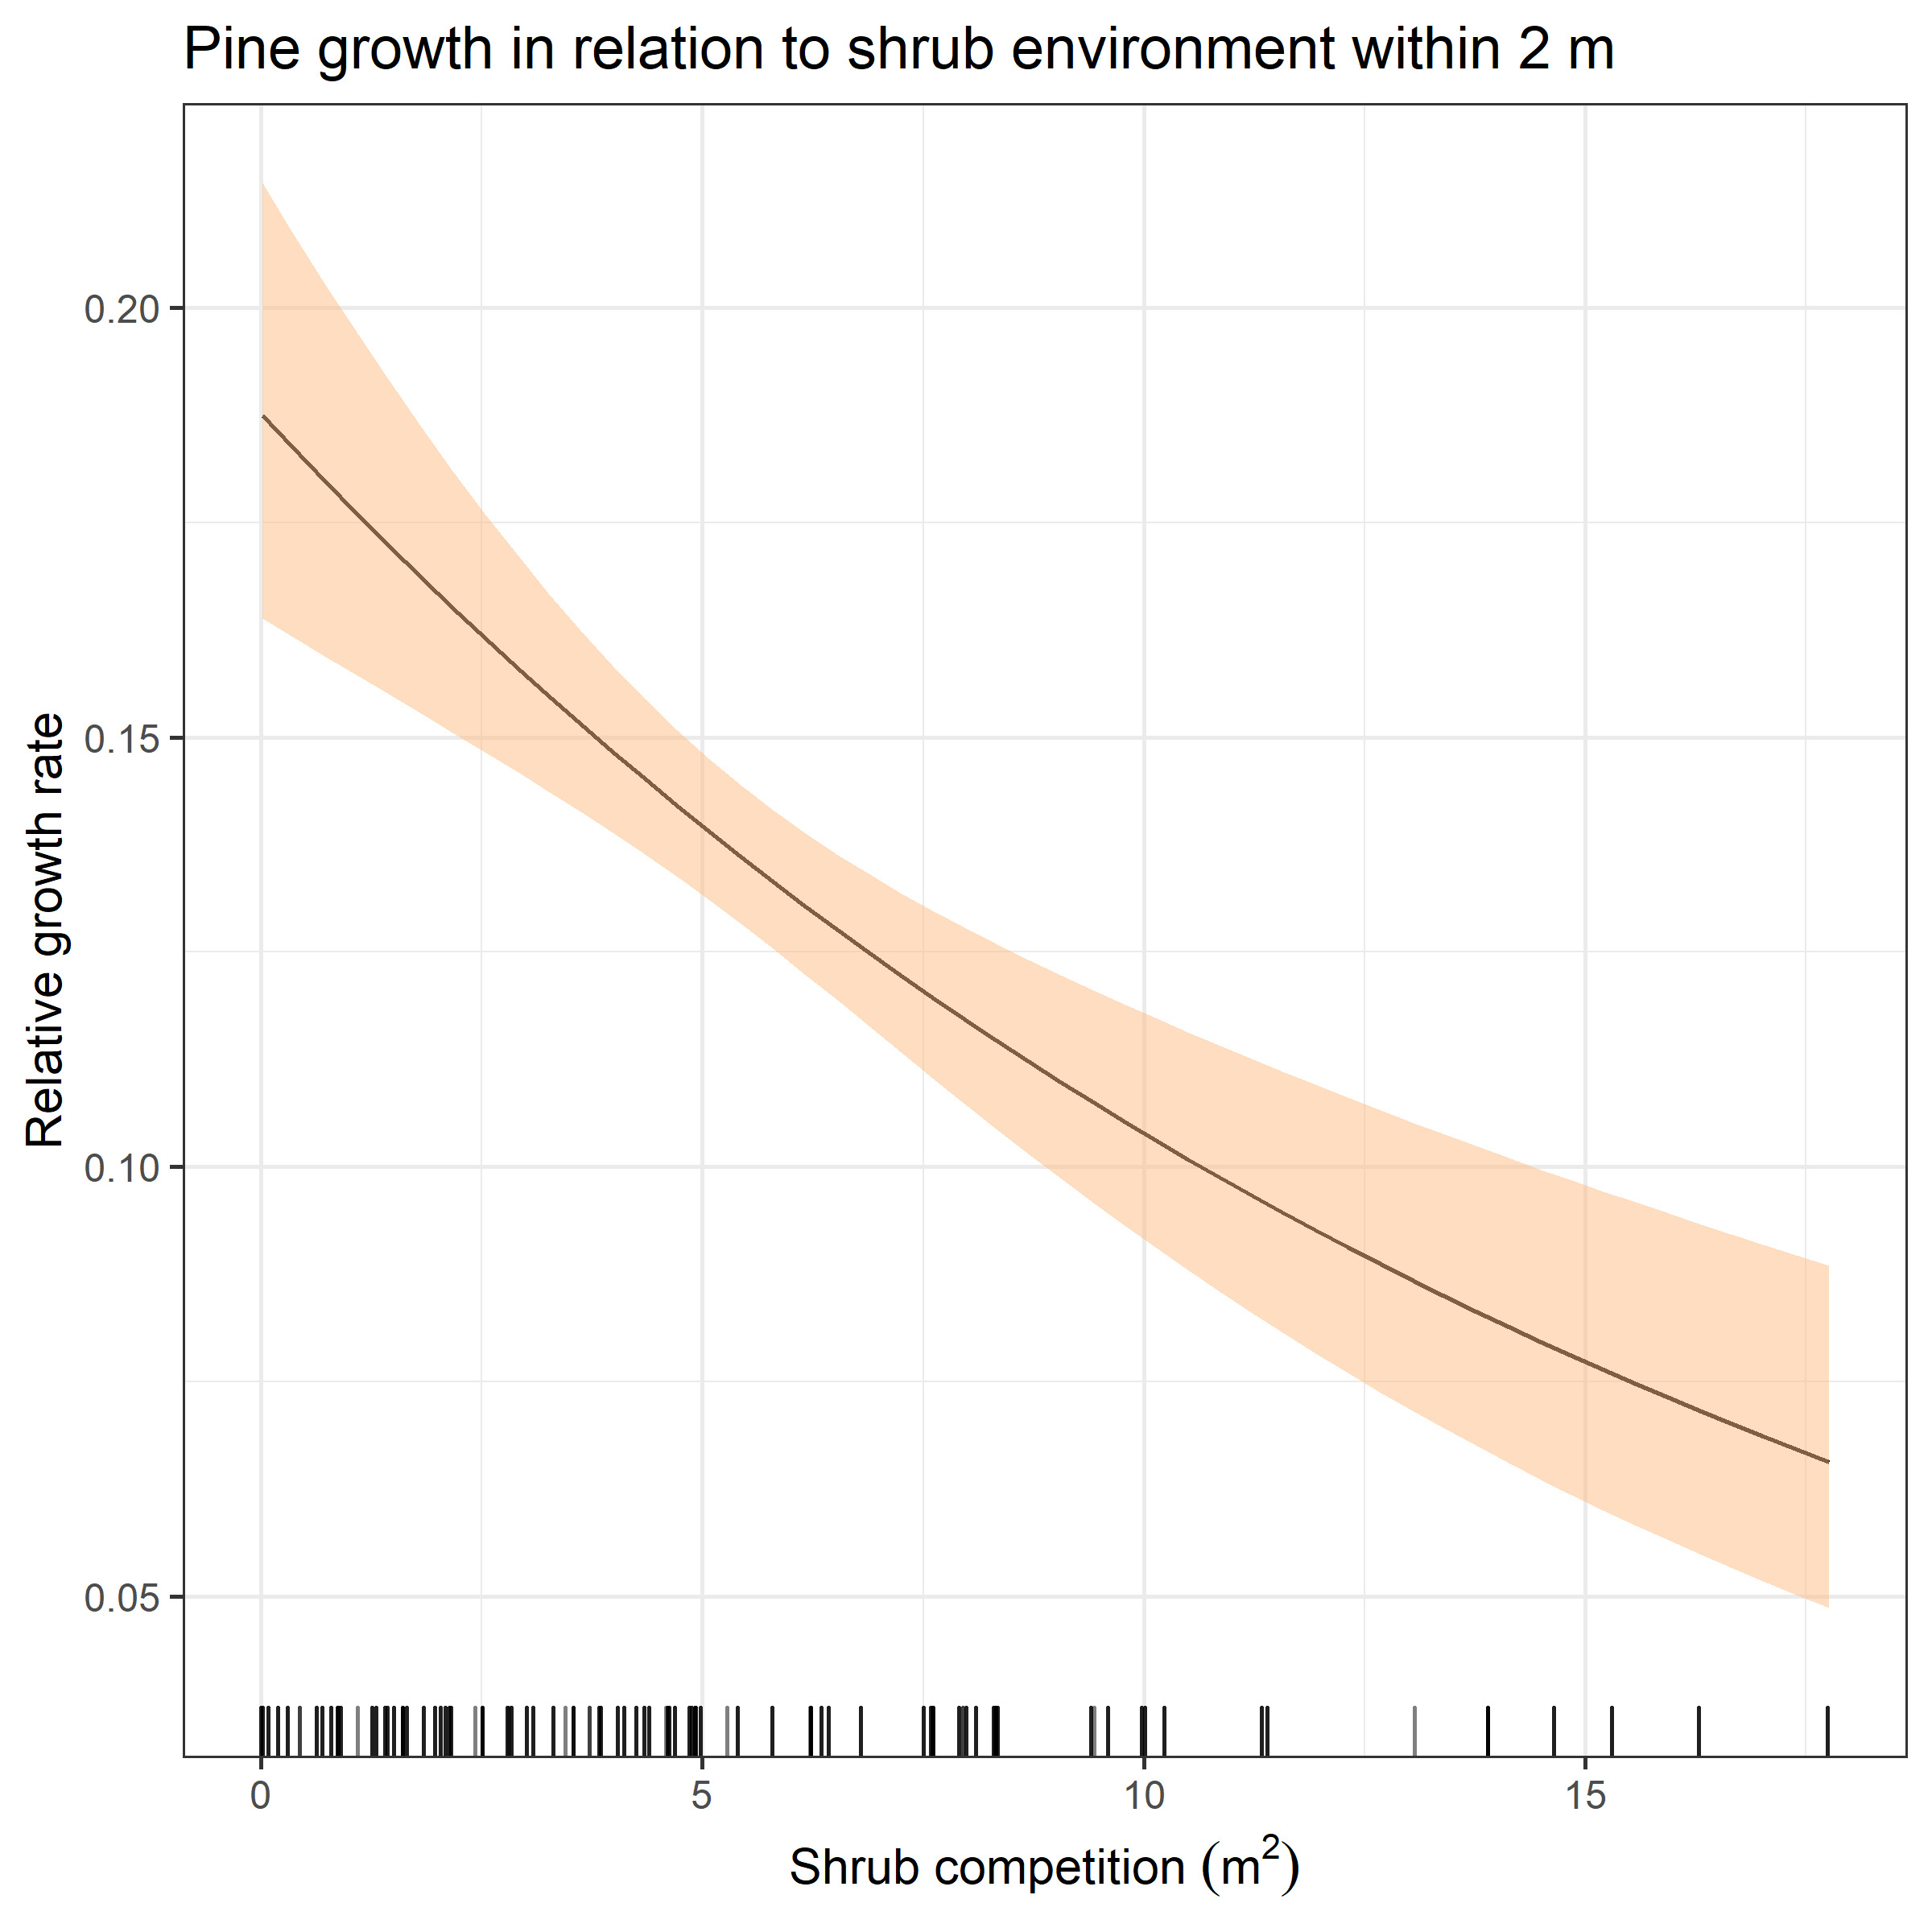 Pine growth in relation to shrub environment within 2 m
0.20
0.15
0.10
0.05
Relative growth rate
0 5 10 15
Shrub competition (m²)